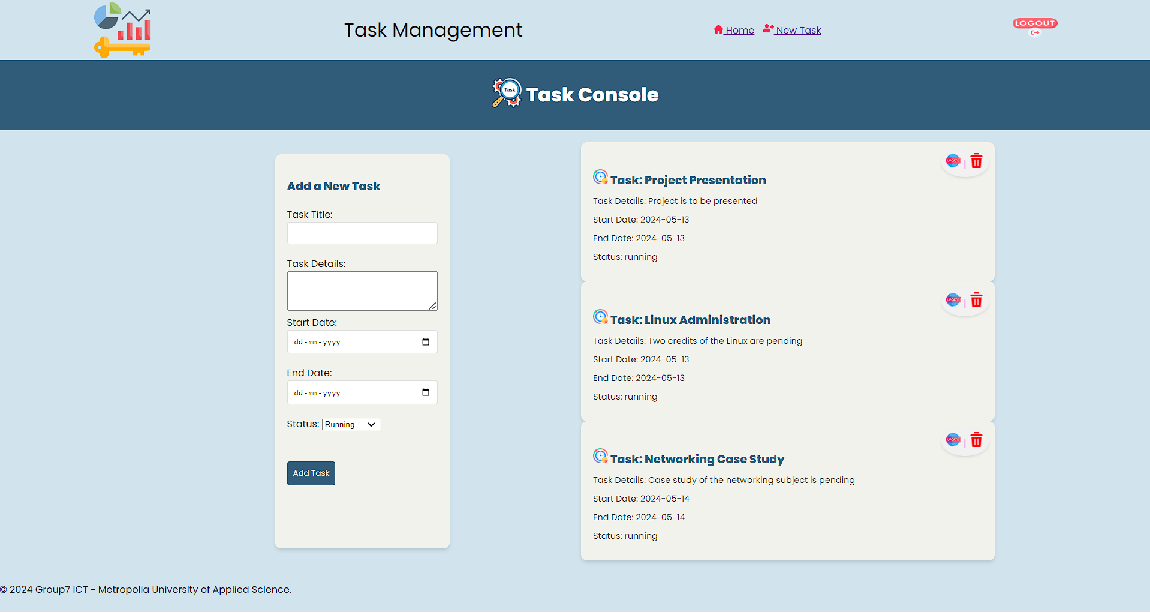 Task Management
Home
New Task
LOGOUT
Task Console
Add a New Task
Task Title:
Task Details:
Start Date:
dd-mm-yyyy
End Date:
dd-mm-yyyy
Status: Running
Add Task
Task: Project Presentation
Task Details: Project is to be presented
Start Date: 2024-05-13
End Date: 2024-05-13
Status: running
Task: Linux Administration
Task Details: Two credits of the Linux are pending
Start Date: 2024-05-13
End Date: 2024-05-13
Status: running
Task: Networking Case Study
Task Details: Case study of the networking subject is pending
Start Date: 2024-05-14
End Date: 2024-05-14
Status: running
© 2024 Group7 ICT - Metropolia University of Applied Science.